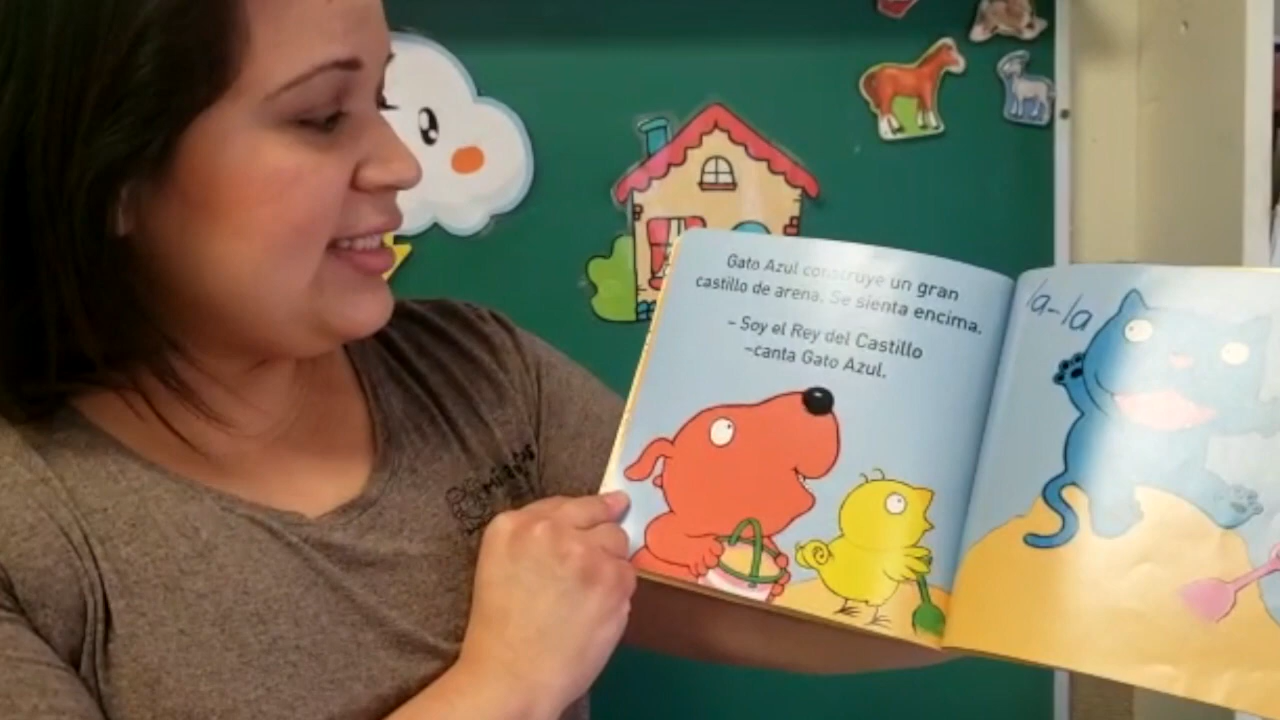 Gato Azul construye un gran
castillo de arena. Se sienta encima.
- Soy el Rey del Castillo
-canta Gato Azul.
la-la